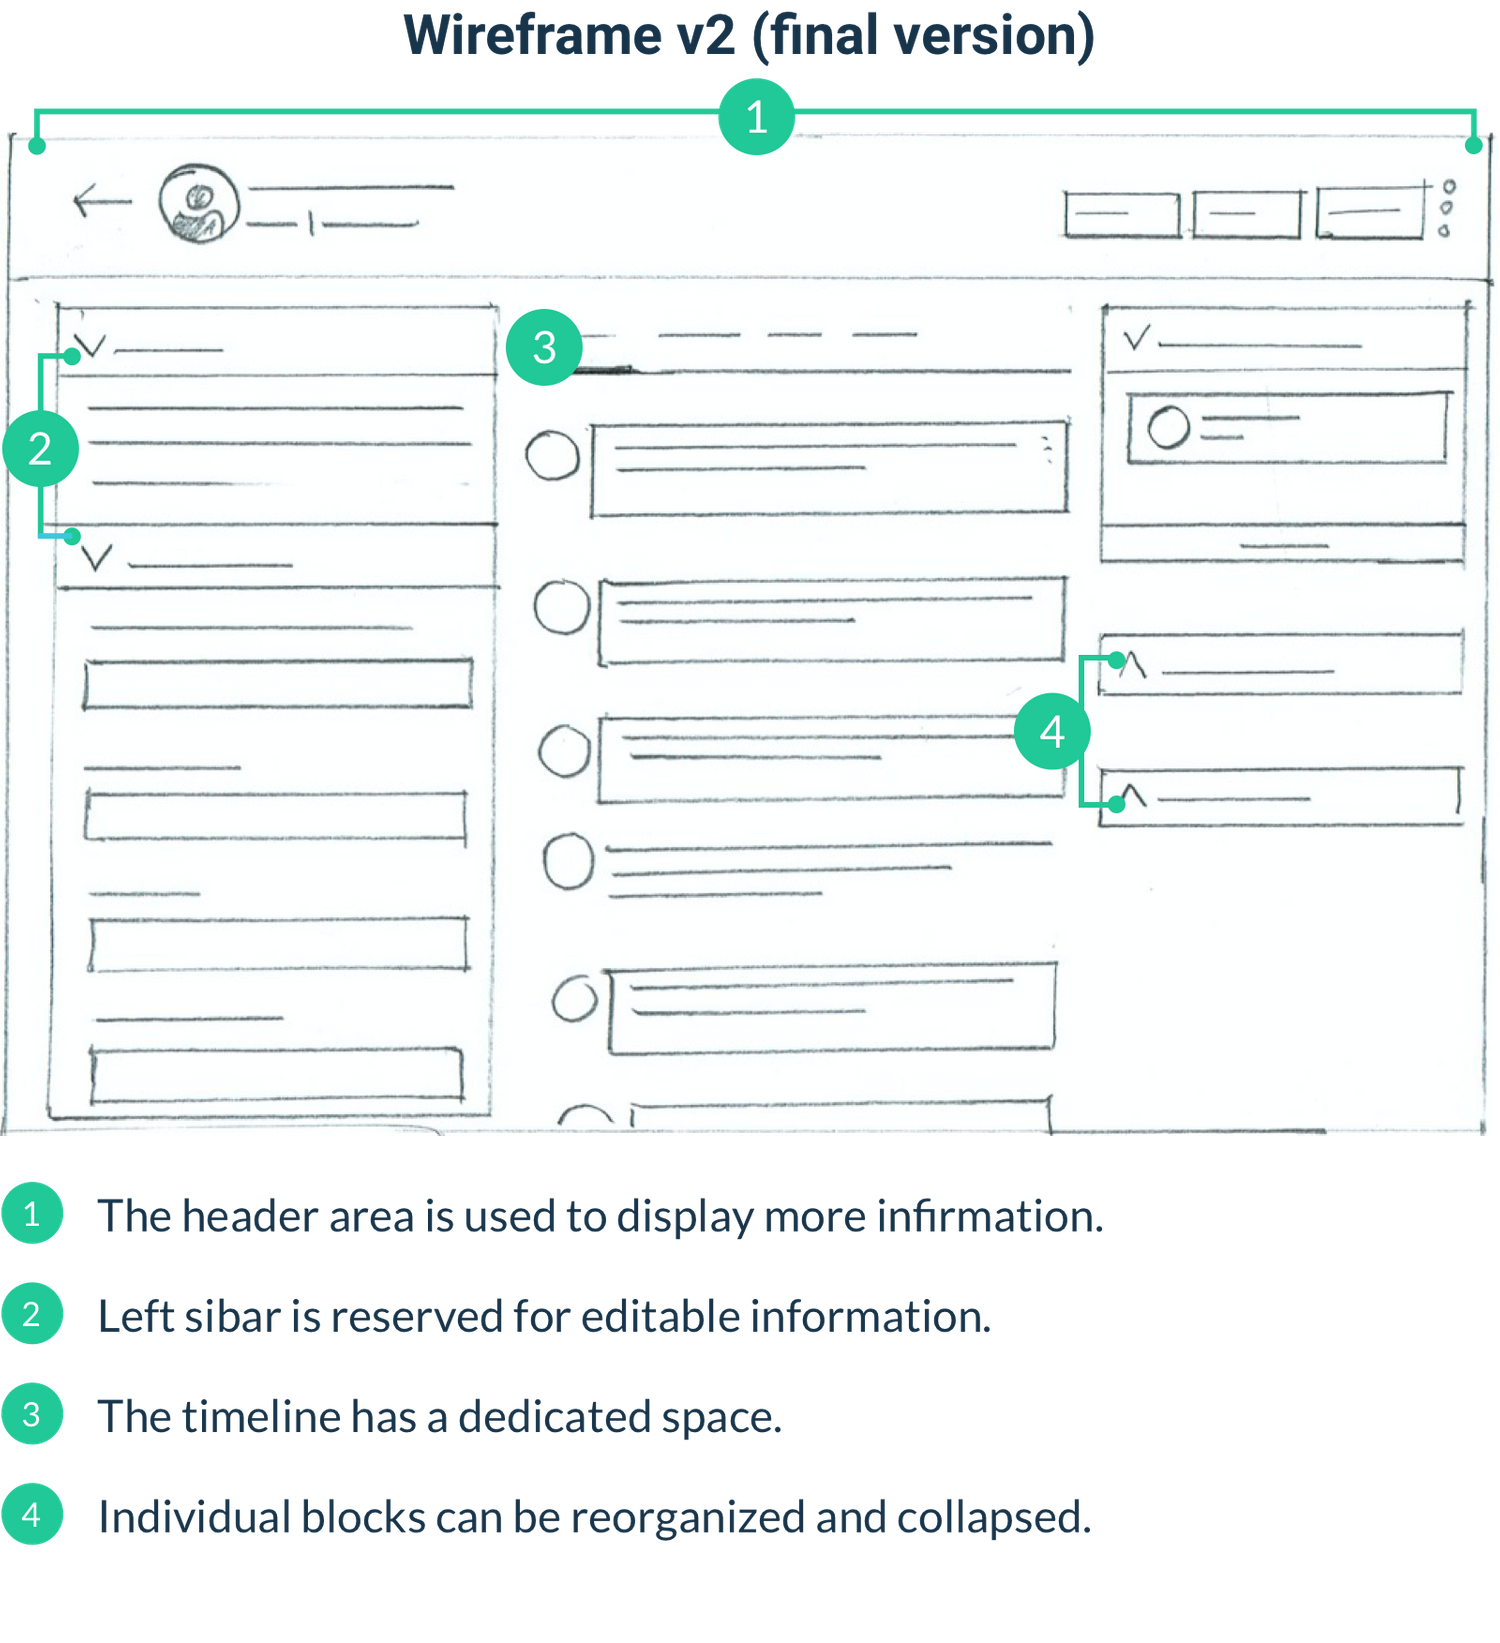 Wireframe v2 (final version)
1
3
2
4
1 The header area is used to display more infirmation.
2 Left sibar is reserved for editable information.
3 The timeline has a dedicated space.
4 Individual blocks can be reorganized and collapsed.